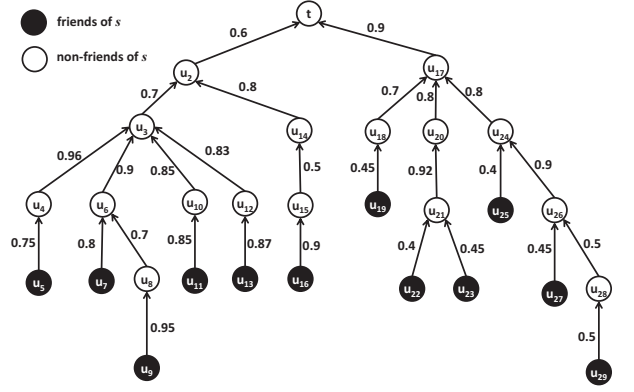 friends of s
non-friends of s
t
0.6 0.9
u2 u17
0.7 0.8 0.7 0.8 0.8
u3 u14 u18 u20 u24
0.96 0.9 0.85 0.83 0.5 0.45 0.92 0.4 0.9
u4 u6 u10 u12 u15 u19 u21 u25 u26
0.75 0.8 0.7 0.85 0.87 0.9 0.4 0.45 0.45 0.5
u5 u7 u8 u11 u13 u16 u22 u23 u27 u28
0.95 0.5
u9 u29